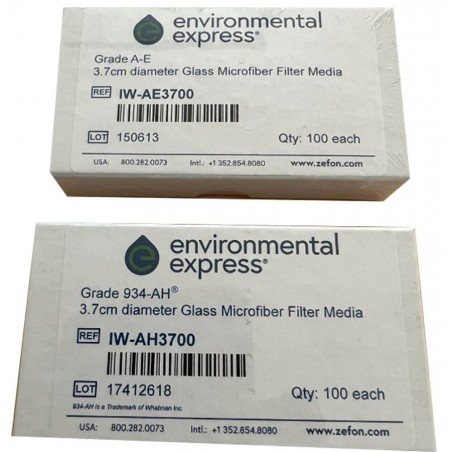 environmental
express®
Grade A-E
3.7cm diameter Glass Microfiber Filter Media
REF IW-AE3700
LOT 150613 Qty: 100 each
USA: 800.282.0073 Intl.: +1 352.854.8080 www.zefon.com
environmental
express®
Grade 934-AH®
3.7cm diameter Glass Microfiber Filter Media
REF IW-AH3700
LOT 17412618 Qty: 100 each
934-AH is a Trademark of Whatman Inc.
USA: 800.282.0073 Intl.: +1 352.854.8080 www.zefon.com